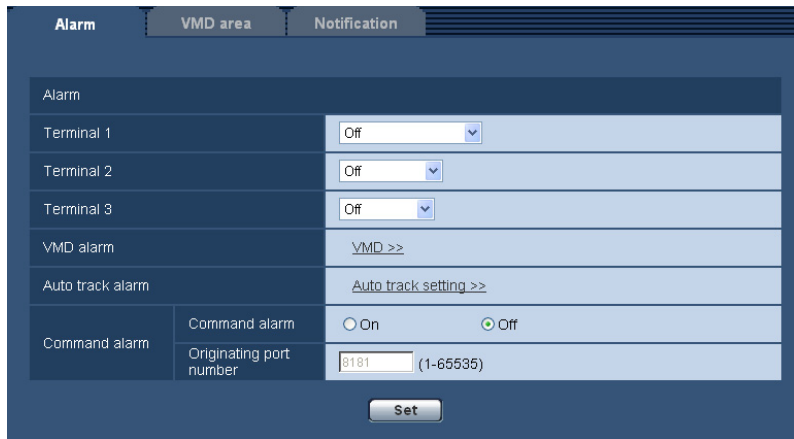 Alarm VMD area Notification
Alarm
Terminal 1 Off
Terminal 2 Off
Terminal 3 Off
VMD alarm VMD >>
Auto track alarm Auto track setting >>
Command alarm Command alarm On Off
Originating port number 8181 (1-65535)
Set